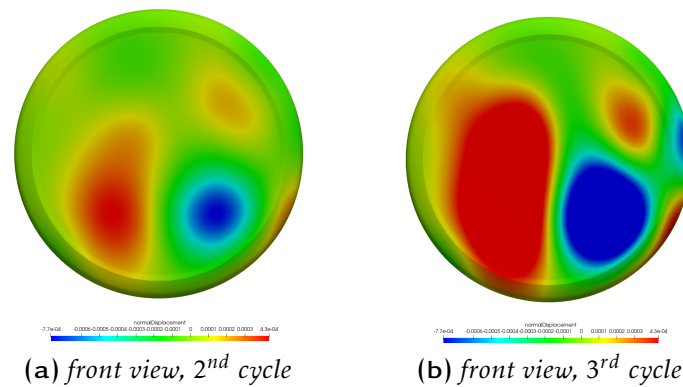 normalDisplacement
-7.7e-04 -0.0006 -0.0005 -0.0004 -0.0003 -0.0002 -0.0001 0 0.0001 0.0002 0.0003 4.3e-04
(a) front view, 2nd cycle
normalDisplacement
-7.7e-04 -0.0006 -0.0005 -0.0004 -0.0003 -0.0002 -0.0001 0 0.0001 0.0002 0.0003 4.3e-04
(b) front view, 3rd cycle